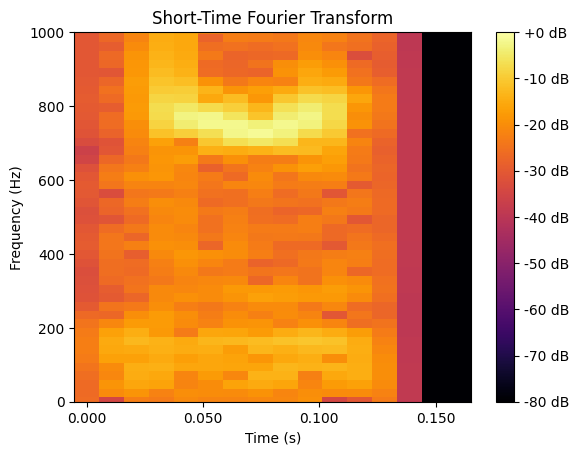 Short-Time Fourier Transform
1000
800
600
400
200
0
Frequency (Hz)
0.000
0.050
0.100
0.150
Time (s)
+0 dB
-10 dB
-20 dB
-30 dB
-40 dB
-50 dB
-60 dB
-70 dB
-80 dB